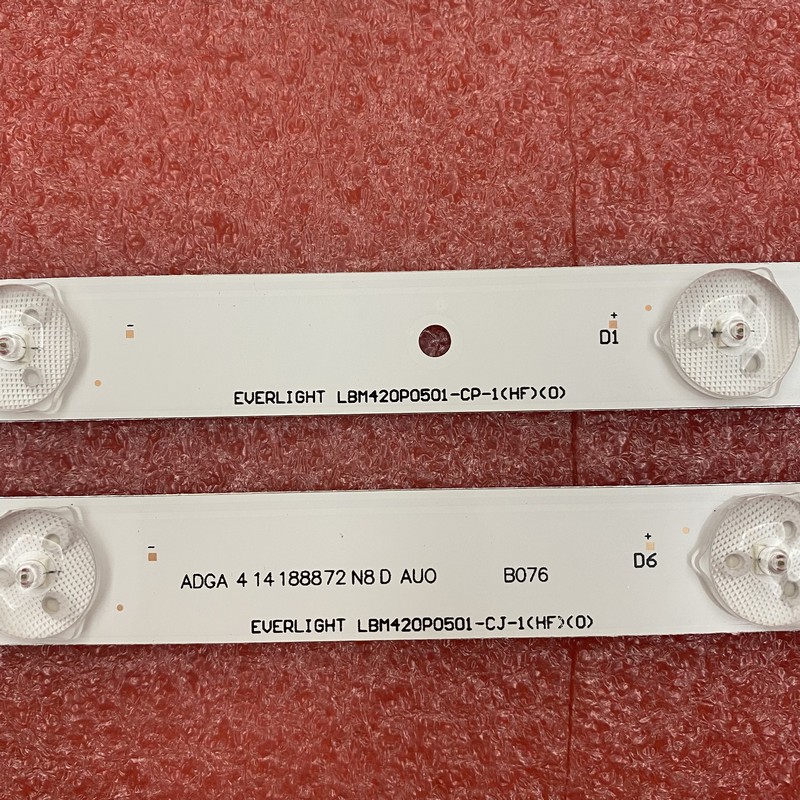 − +
D1
EVERLIGHT LBM420P0501-CP-1(HF)(0)
− +
D6
ADGA 4 14 188872 N8 D AUO B076
EVERLIGHT LBM420P0501-CJ-1(HF)(0)